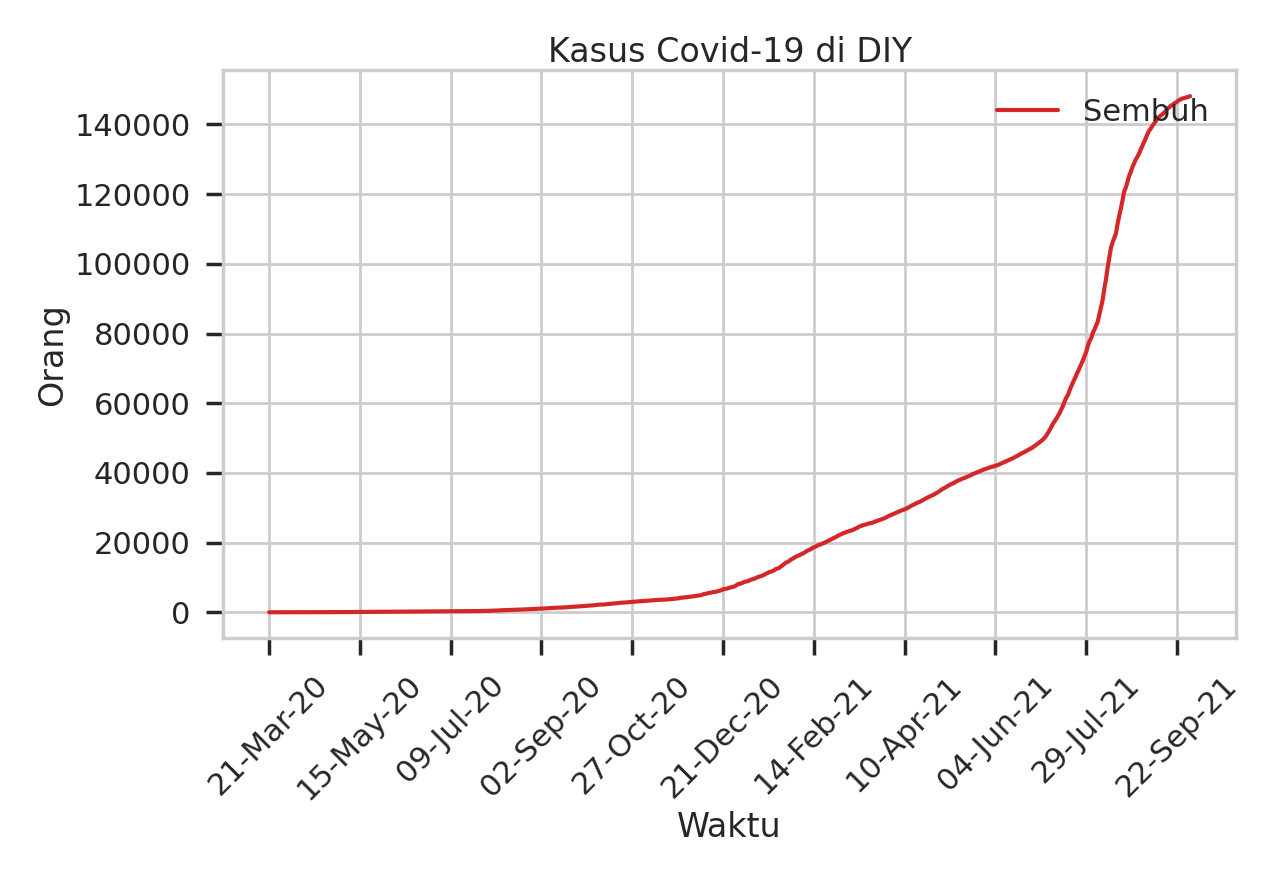 Kasus Covid-19 di DIY
Sembuh
Orang
140000
120000
100000
80000
60000
40000
20000
0
21-Mar-20
15-May-20
09-Jul-20
02-Sep-20
27-Oct-20
21-Dec-20
14-Feb-21
10-Apr-21
04-Jun-21
29-Jul-21
22-Sep-21
Waktu